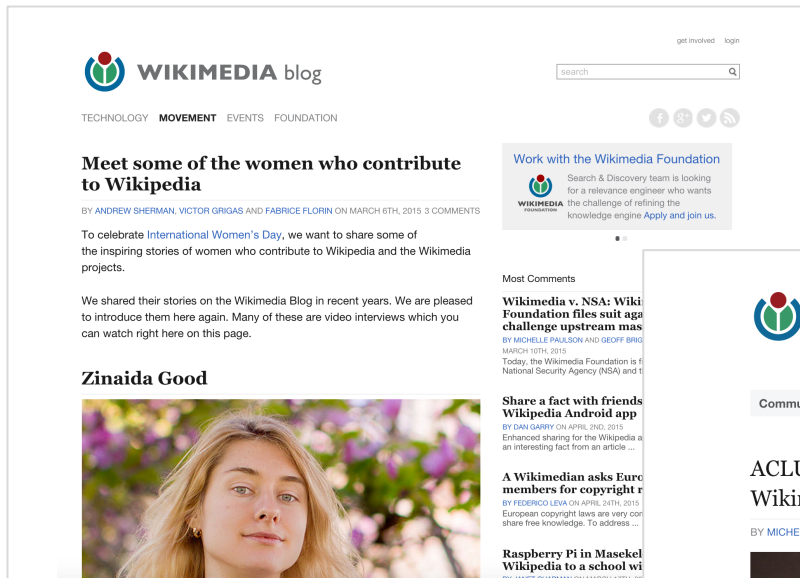 get involved login
WIKIMEDIA blog
search
TECHNOLOGY MOVEMENT EVENTS FOUNDATION
Meet some of the women who contribute
to Wikipedia
BY ANDREW SHERMAN, VICTOR GRIGAS AND FABRICE FLORIN ON MARCH 6TH, 2015 3 COMMENTS
To celebrate International Women's Day, we want to share some of
the inspiring stories of women who contribute to Wikipedia and the Wikimedia
projects.
We shared their stories on the Wikimedia Blog in recent years. We are pleased
to introduce them here again. Many of these are video interviews which you
can watch right here on this page.
Zinaida Good
Work with the Wikimedia Foundation
Search & Discovery team is looking
for a relevance engineer who wants
the challenge of refining the
knowledge engine Apply and join us.
WIKIMEDIA
FOUNDATION
Most Comments
Wikimedia v. NSA: Wiki
Foundation files suit aga
challenge upstream mas
BY MICHELLE PAULSON AND GEOFF BRIG
MARCH 10TH, 2015
Today, the Wikimedia Foundation is fi
National Security Agency (NSA) and t
Share a fact with friends
Wikipedia Android app
BY DAN GARRY ON APRIL 2ND, 2015
Enhanced sharing for the Wikipedia a
an interesting fact from an article ...
A Wikimedian asks Euro
members for copyright r
BY FEDERICO LEVA ON APRIL 24TH, 2015
European copyright laws are very con
share free knowledge. To address ...
Raspberry Pi in Masekel
Wikipedia to a school wi
Commu
ACLU
Wikin
BY MICHE